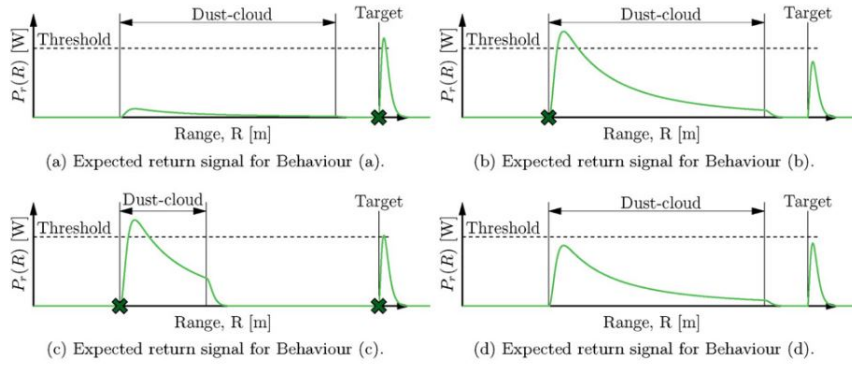 Dust-cloud
Target
Threshold
P_r(R) [W]
Range, R [m]
(a) Expected return signal for Behaviour (a).
Dust-cloud
Target
Threshold
P_r(R) [W]
Range, R [m]
(b) Expected return signal for Behaviour (b).
Dust-cloud
Target
Threshold
P_r(R) [W]
Range, R [m]
(c) Expected return signal for Behaviour (c).
Dust-cloud
Target
Threshold
P_r(R) [W]
Range, R [m]
(d) Expected return signal for Behaviour (d).